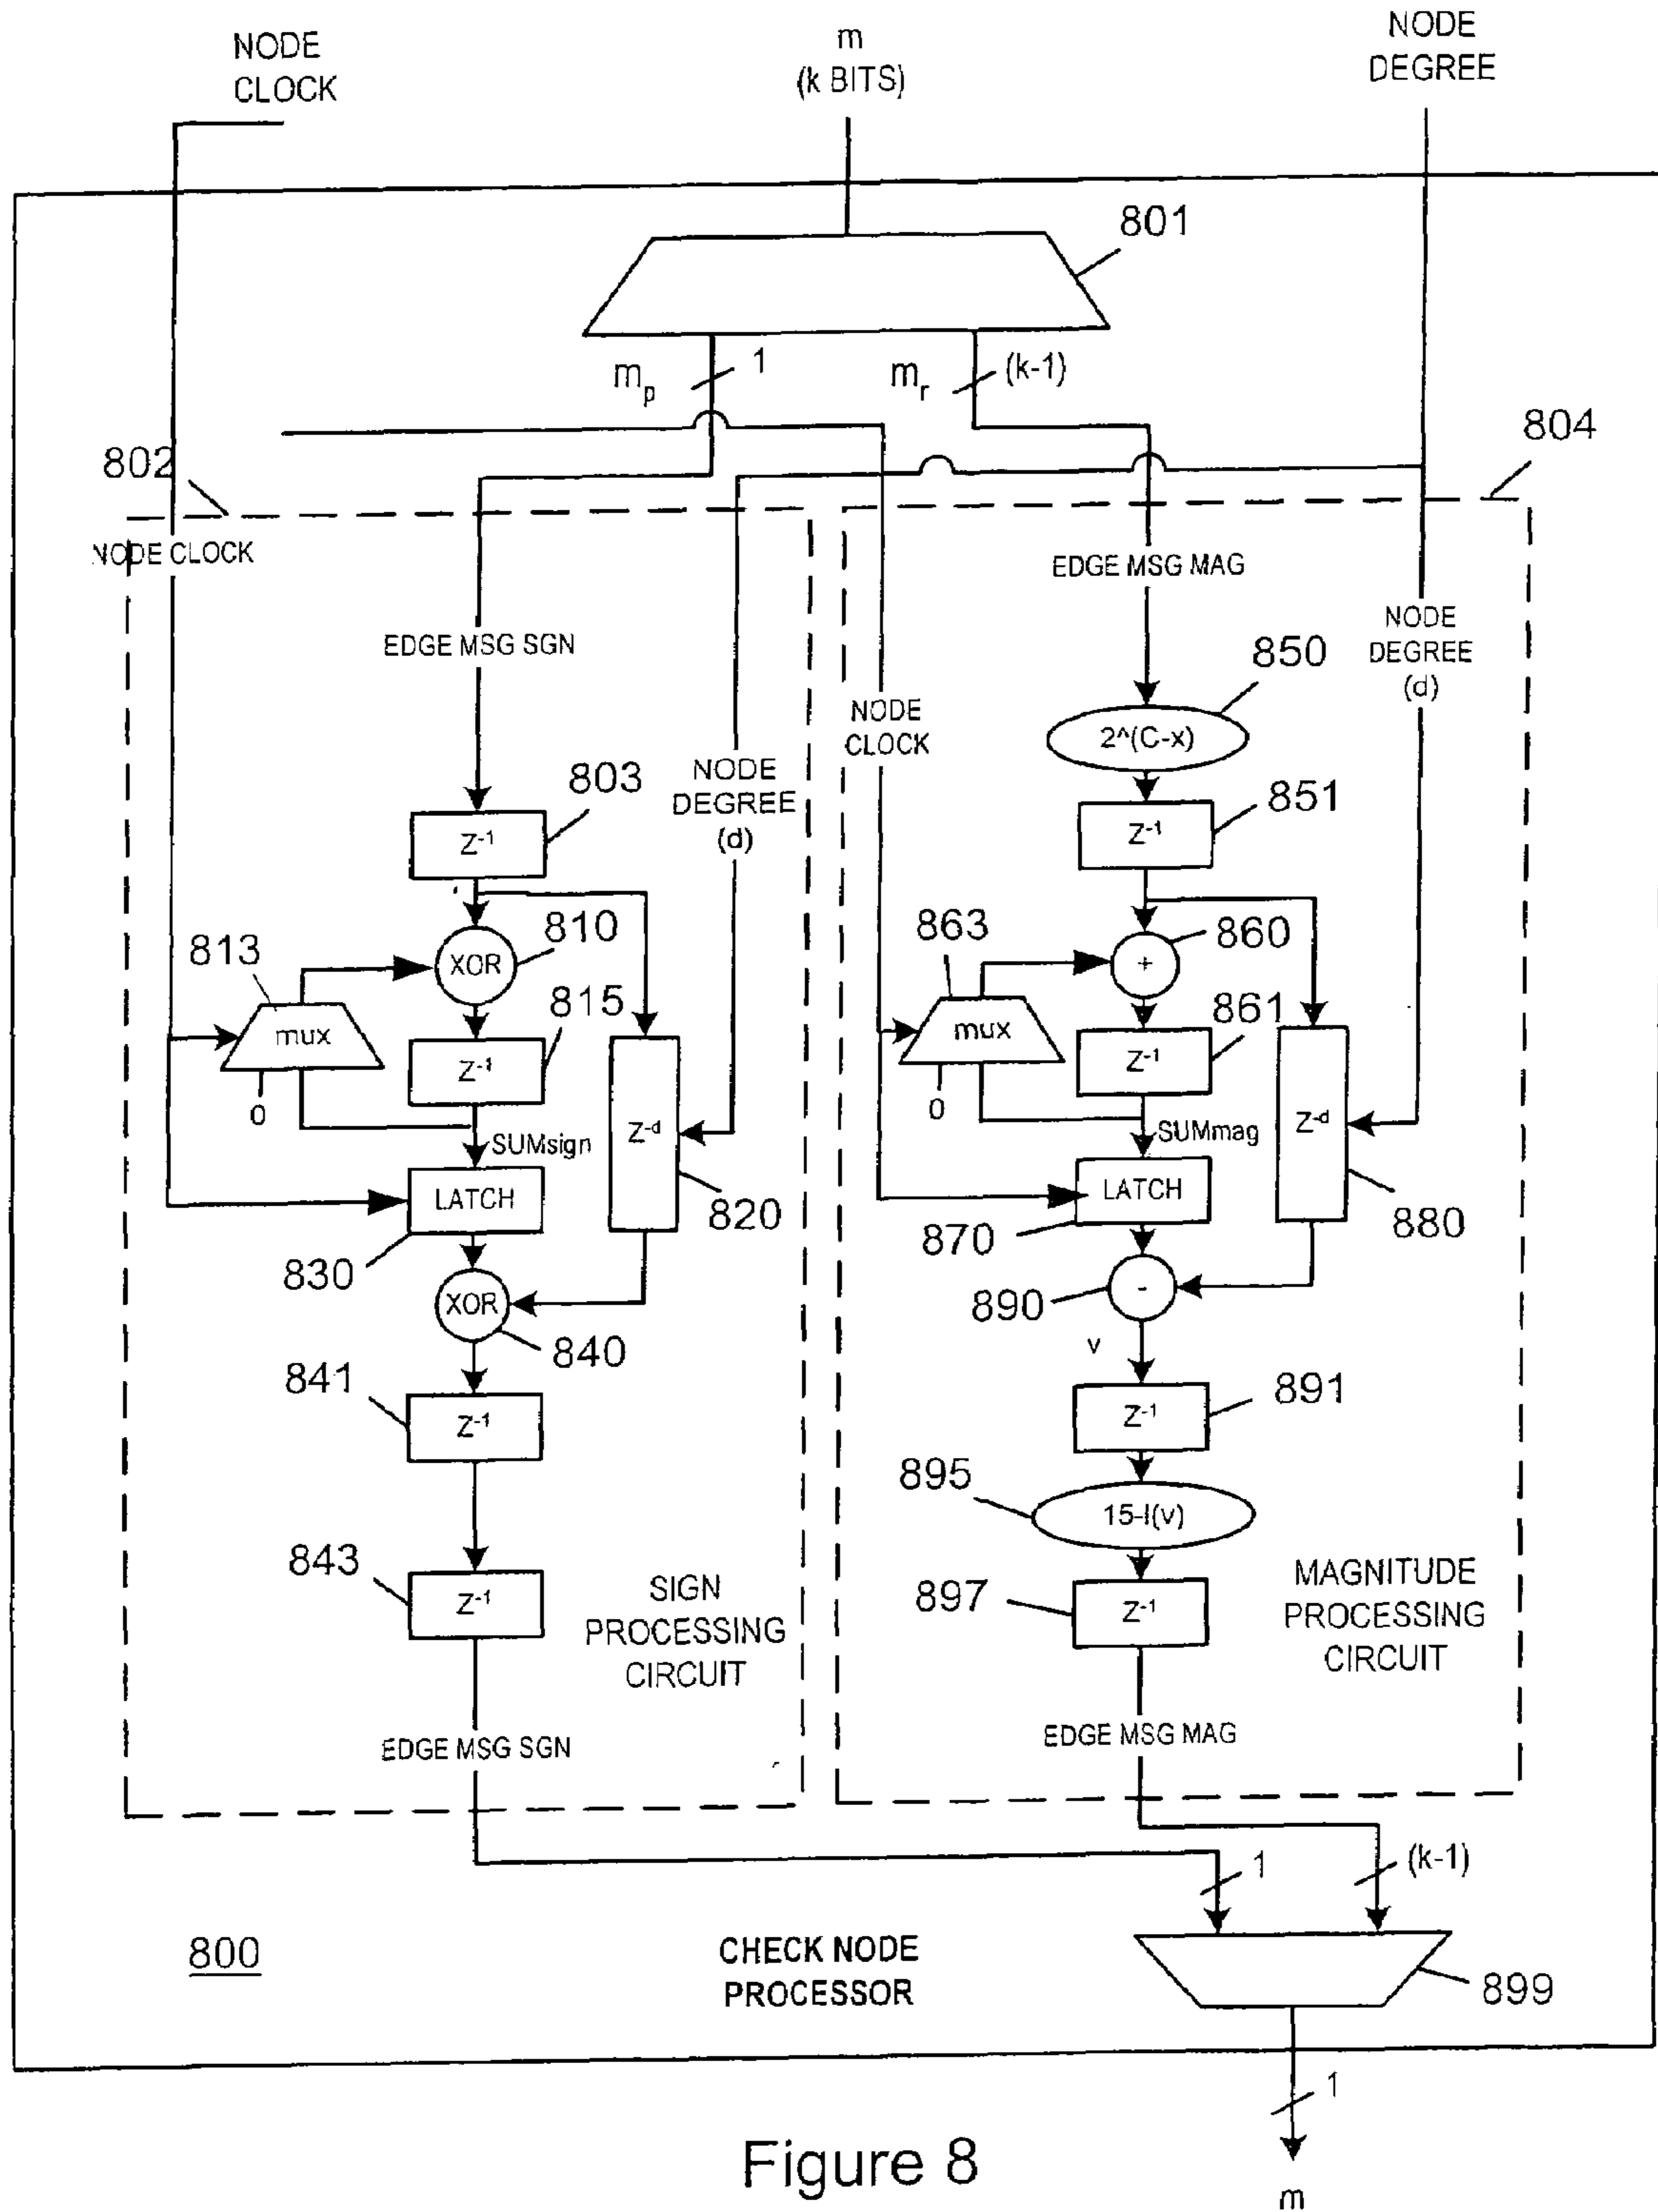 NODE
CLOCK
m
(k BITS)
NODE
DEGREE
801
m_p
1
m_r
(k-1)
802
804
NODE CLOCK
EDGE MSG MAG
EDGE MSG SGN
NODE
DEGREE
(d)
850
NODE
CLOCK
2^(C-x)
803
NODE
DEGREE
(d)
851
Z⁻¹
Z⁻¹
813
810
863
860
XOR
+
815
861
mux
Z⁻¹
mux
Z⁻¹
0
0
SUMsign
Z⁻ᵈ
SUMmag
Z⁻ᵈ
LATCH
820
LATCH
880
830
870
XOR
890
-
840
v
841
891
Z⁻¹
Z⁻¹
895
15-I(v)
843
897
Z⁻¹
SIGN
PROCESSING
CIRCUIT
Z⁻¹
MAGNITUDE
PROCESSING
CIRCUIT
EDGE MSG SGN
EDGE MSG MAG
1
(k-1)
800
CHECK NODE
PROCESSOR
899
1
m
Figure 8